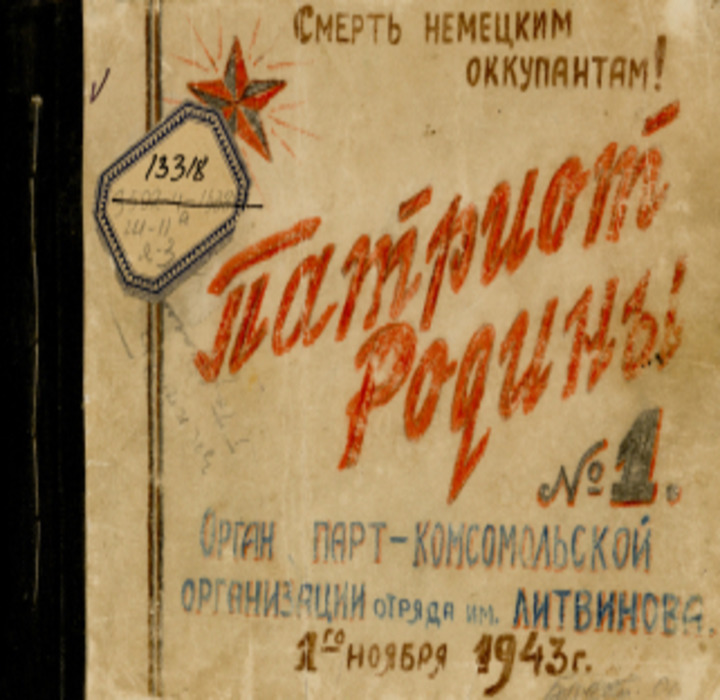 Смерть немецким
оккупантам!
133/8
Патриот
Родины
№1.
Орган парт-комсомольской
организации отряда им. Литвинова.
1го ноября 1943г.